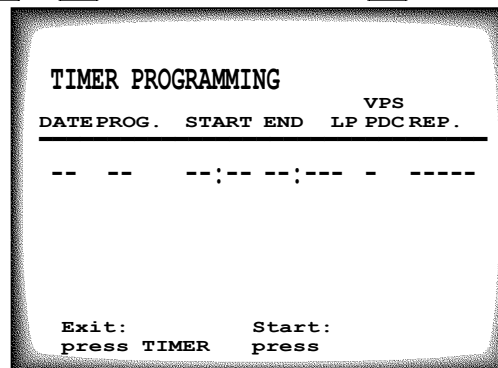 TIMER PROGRAMMING
VPS
DATE PROG. START END LP PDC REP.
-- -- --:-- --:-- - - -----
Exit: Start:
press TIMER press